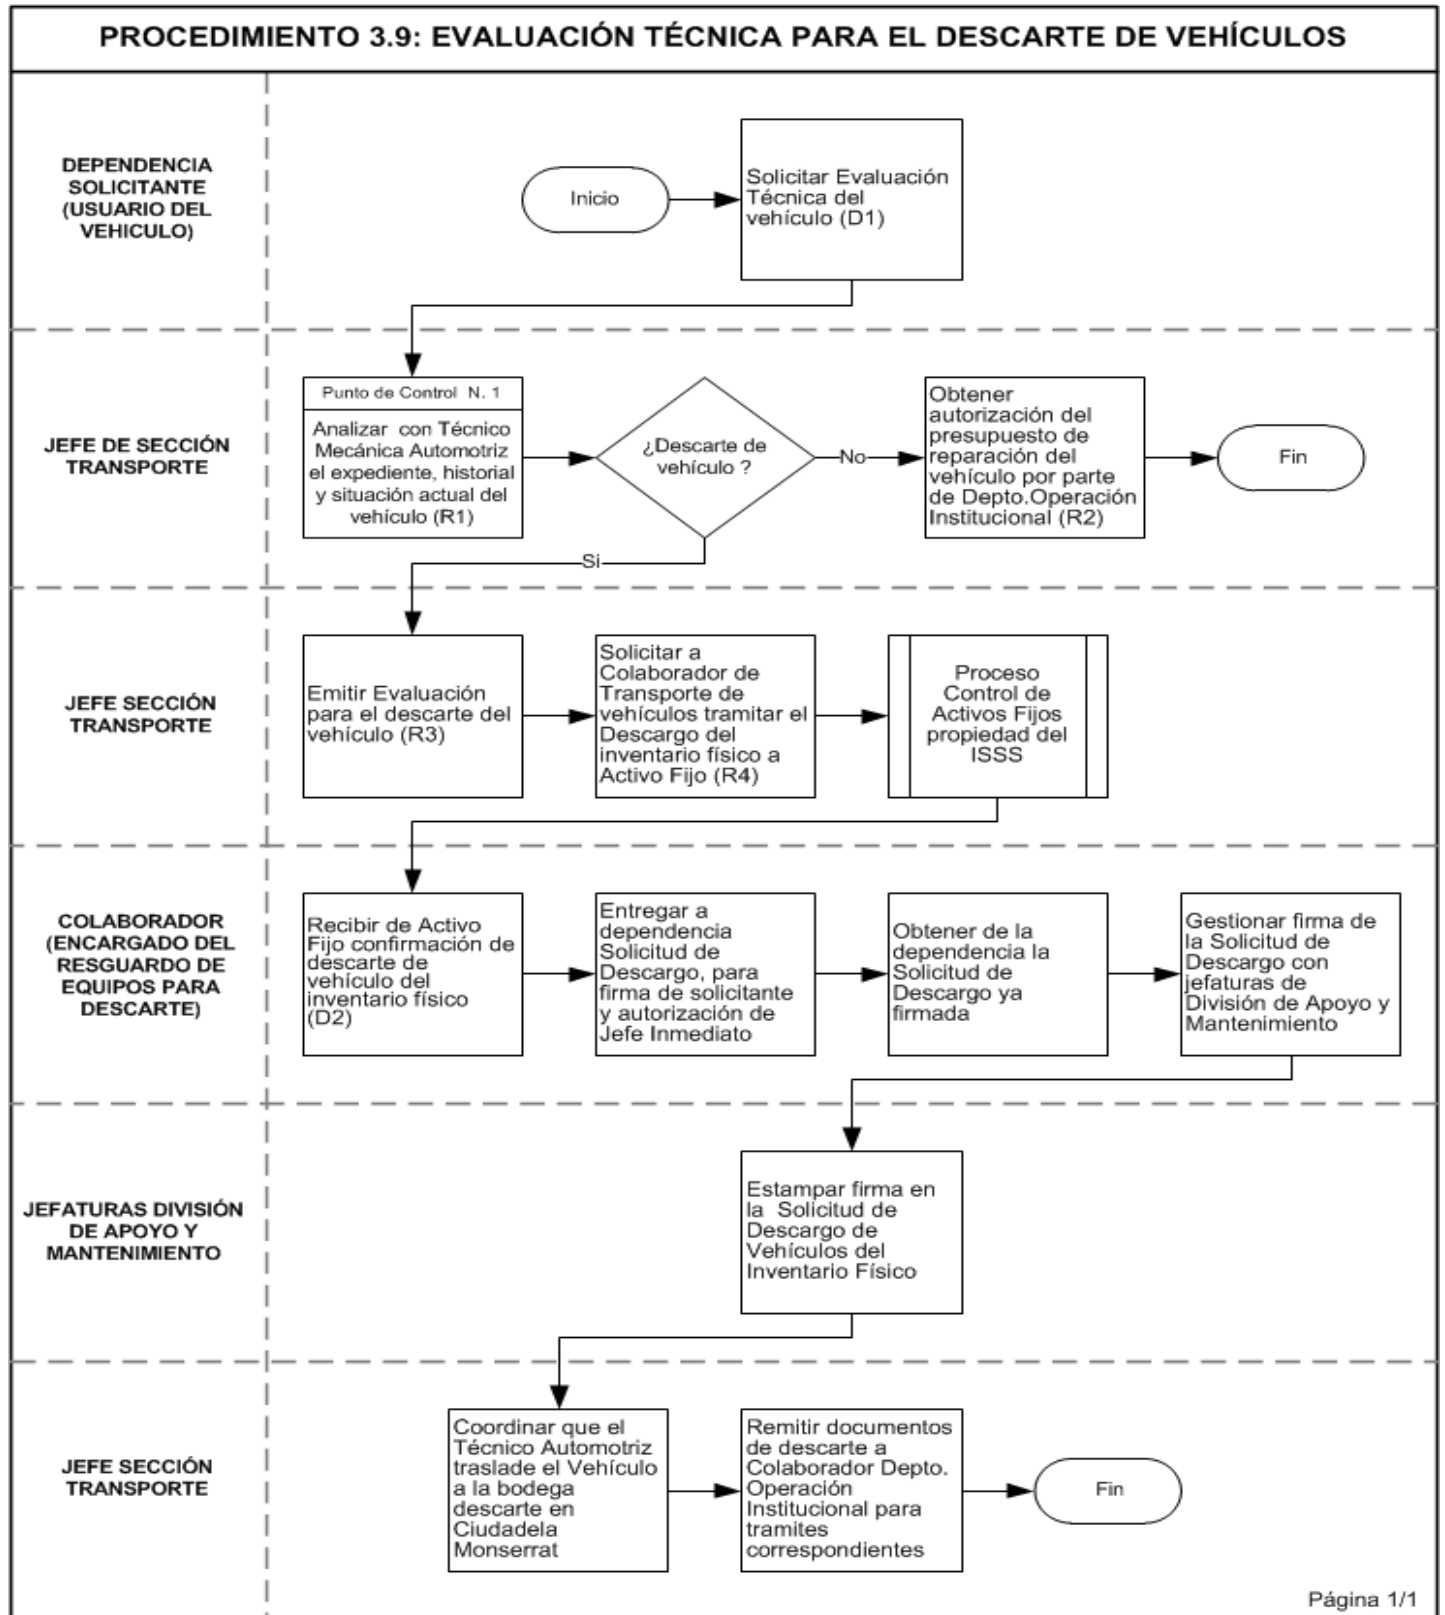 PROCEDIMIENTO 3.9: EVALUACIÓN TÉCNICA PARA EL DESCARTE DE VEHÍCULOS
DEPENDENCIA
SOLICITANTE
(USUARIO DEL
VEHICULO)
Inicio
Solicitar Evaluación
Técnica del
vehículo (D1)
JEFE DE SECCIÓN
TRANSPORTE
Punto de Control N. 1
Analizar con Técnico
Mecánica Automotriz
el expediente, historial
y situación actual del
vehículo (R1)
¿Descarte de
vehículo ?
No
Obtener
autorización del
presupuesto de
reparación del
vehículo por parte
de Depto.Operación
Institucional (R2)
Fin
Si
JEFE SECCIÓN
TRANSPORTE
Emitir Evaluación
para el descarte del
vehículo (R3)
Solicitar a
Colaborador de
Transporte de
vehículos tramitar el
Descargo del
inventario físico a
Activo Fijo (R4)
Proceso
Control de
Activos Fijos
propiedad del
ISSS
COLABORADOR
(ENCARGADO DEL
RESGUARDO DE
EQUIPOS PARA
DESCARTE)
Recibir de Activo
Fijo confirmación de
descarte de
vehículo del
inventario físico
(D2)
Entregar a
dependencia
Solicitud de
Descargo, para
firma de solicitante
y autorización de
Jefe Inmediato
Obtener de la
dependencia la
Solicitud de
Descargo ya
firmada
Gestionar firma de
la Solicitud de
Descargo con
jefaturas de
División de Apoyo y
Mantenimiento
JEFATURAS DIVISIÓN
DE APOYO Y
MANTENIMIENTO
Estampar firma en
la Solicitud de
Descargo de
Vehículos del
Inventario Físico
JEFE SECCIÓN
TRANSPORTE
Coordinar que el
Técnico Automotriz
traslade el Vehículo
a la bodega
descarte en
Ciudadela
Monserrat
Remitir documentos
de descarte a
Colaborador Depto.
Operación
Institucional para
tramites
correspondientes
Fin
Página 1/1